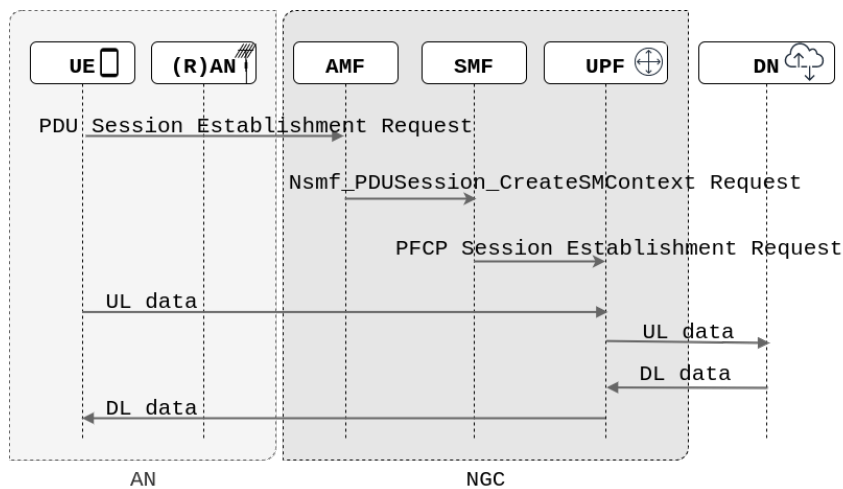 UE
(R)AN
AMF
SMF
UPF
DN
PDU Session Establishment Request
Nsmf_PDUSession_CreateSMContext Request
PFCP Session Establishment Request
UL data
UL data
DL data
DL data
AN
NGC